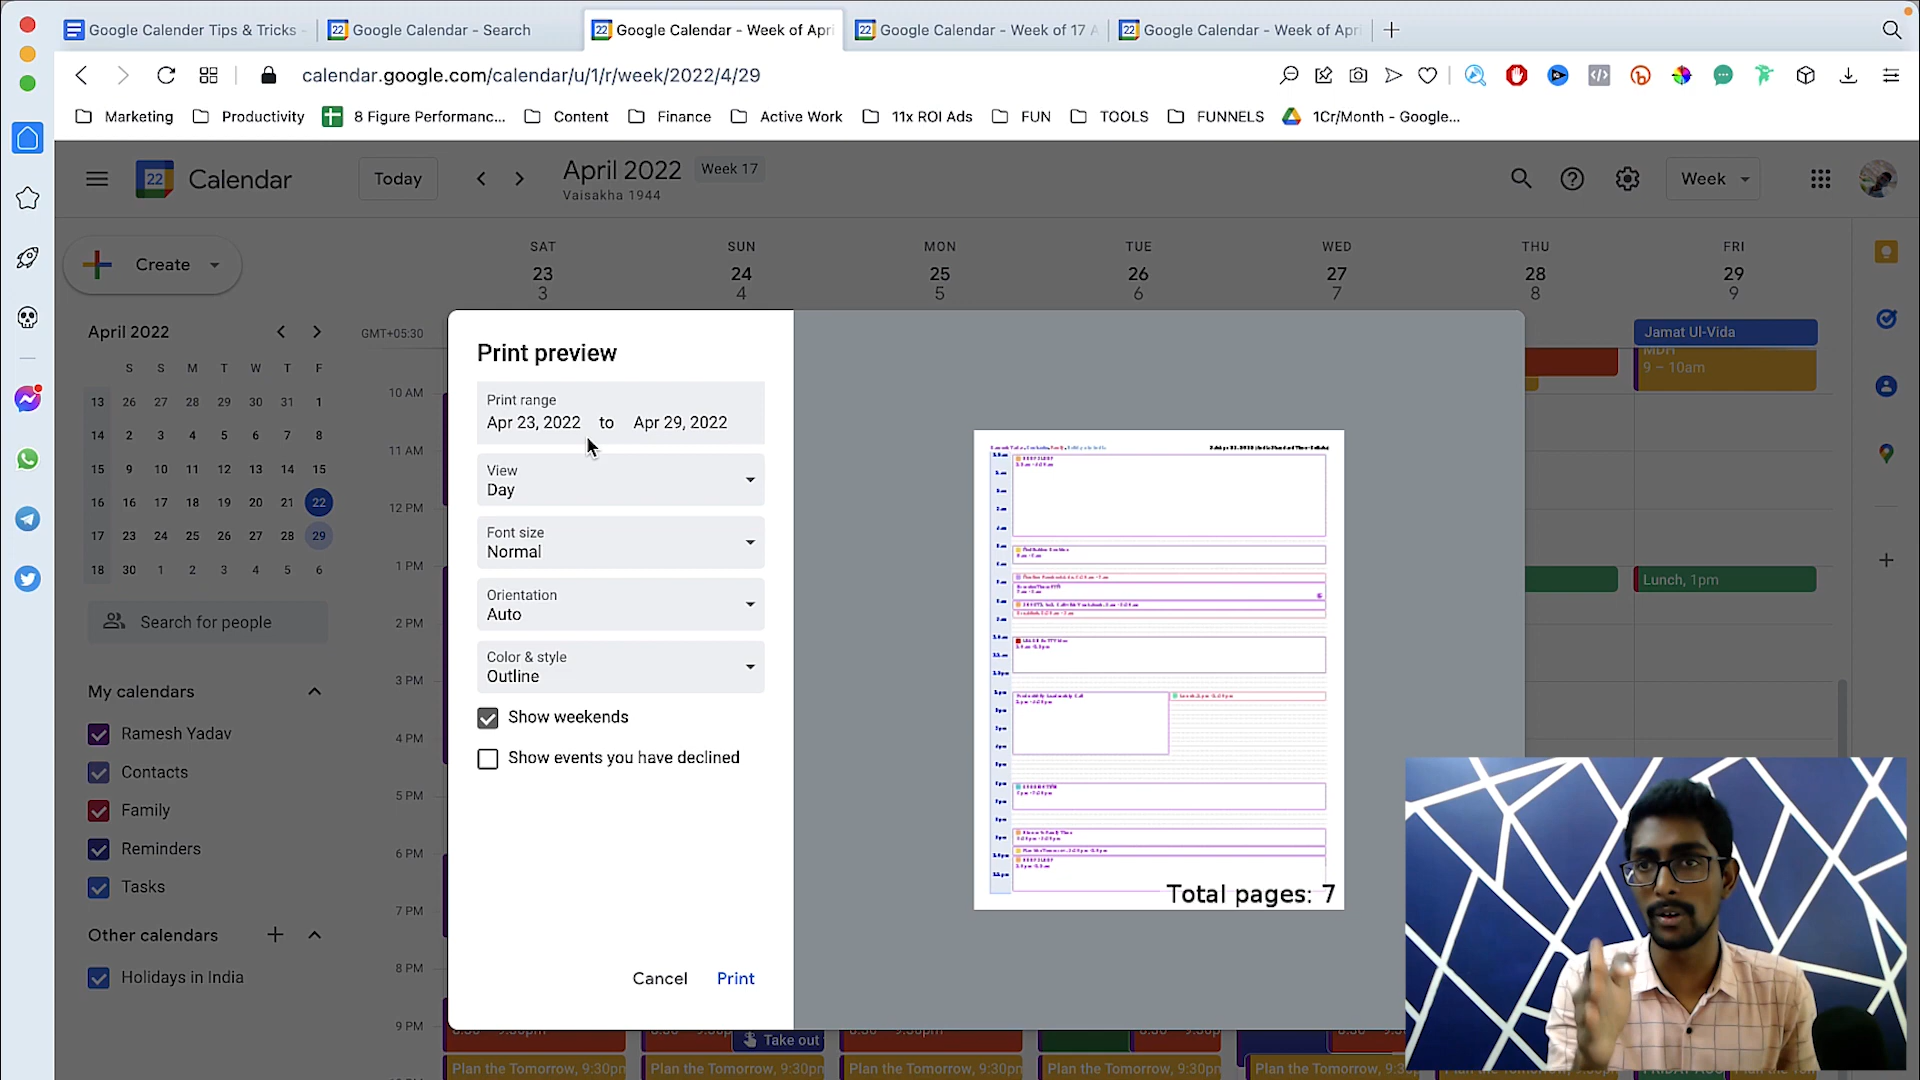 Google Calender Tips & Tricks -
Google Calendar - Search
Google Calendar - Week of Apri
Google Calendar - Week of 17 A
Google Calendar - Week of Apri
calendar.google.com/calendar/u/1/r/week/2022/4/29
Marketing
Productivity
8 Figure Performanc...
Content
Finance
Active Work
11x ROI Ads
FUN
TOOLS
FUNNELS
1Cr/Month - Google...
22
Calendar
Today
April 2022
Week 17
Vaisakha 1944
Week
Create
SAT SUN MON TUE WED THU FRI
23 24 25 26 27 28 29
3 4 5 6 7 8 9
April 2022
GMT+05:30
S S M T W T F
13 26 27 28 29 30 31 1
14 2 3 4 5 6 7 8
15 9 10 11 12 13 14 15
16 16 17 18 19 20 21 22
17 23 24 25 26 27 28 29
18 30 1 2 3 4 5 6
Search for people
My calendars
Ramesh Yadav
Contacts
Family
Reminders
Tasks
Other calendars
Holidays in India
10 AM
11 AM
12 PM
1 PM
2 PM
3 PM
4 PM
5 PM
6 PM
7 PM
8 PM
9 PM
Print preview
Print range
Apr 23, 2022 to Apr 29, 2022
View
Day
Font size
Normal
Orientation
Auto
Color & style
Outline
Show weekends
Show events you have declined
Cancel
Print
Total pages: 7
Jamat Ul-Vida
MDH
9 – 10am
Lunch, 1pm
Take out
Plan the Tomorrow, 9:30pm
Plan the Tomorrow, 9:30pm
Plan the Tomorrow, 9:30pm
Plan the Tomorrow, 9:30pm
Plan the Tomorrow, 9:30pm